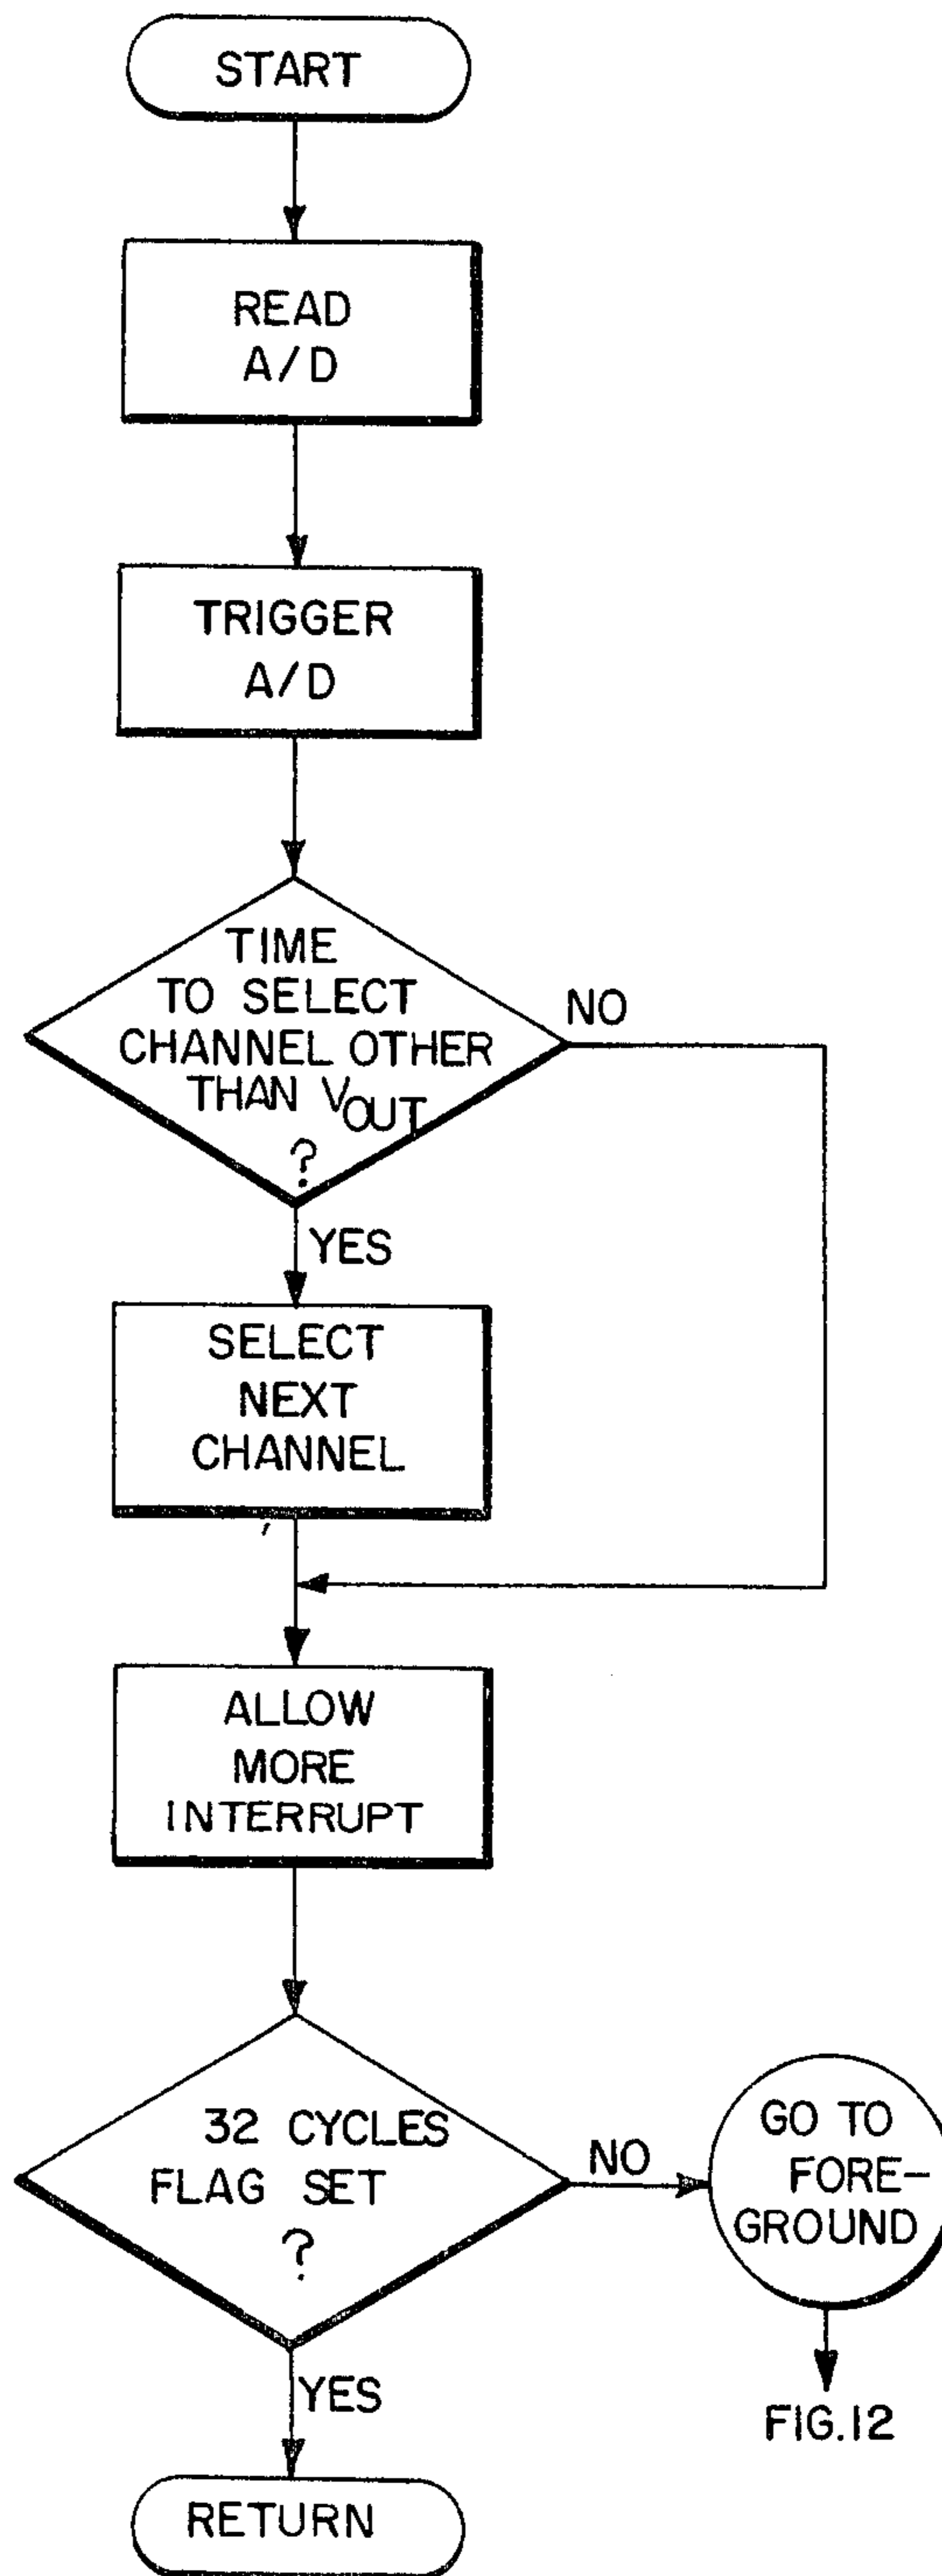 START
READ
A/D
TRIGGER
A/D
TIME
TO SELECT
CHANNEL OTHER
THAN VOUT
?
NO
YES
SELECT
NEXT
CHANNEL
ALLOW
MORE
INTERRUPT
32 CYCLES
FLAG SET
?
NO
GO TO
FORE-
GROUND
YES
FIG.12
RETURN